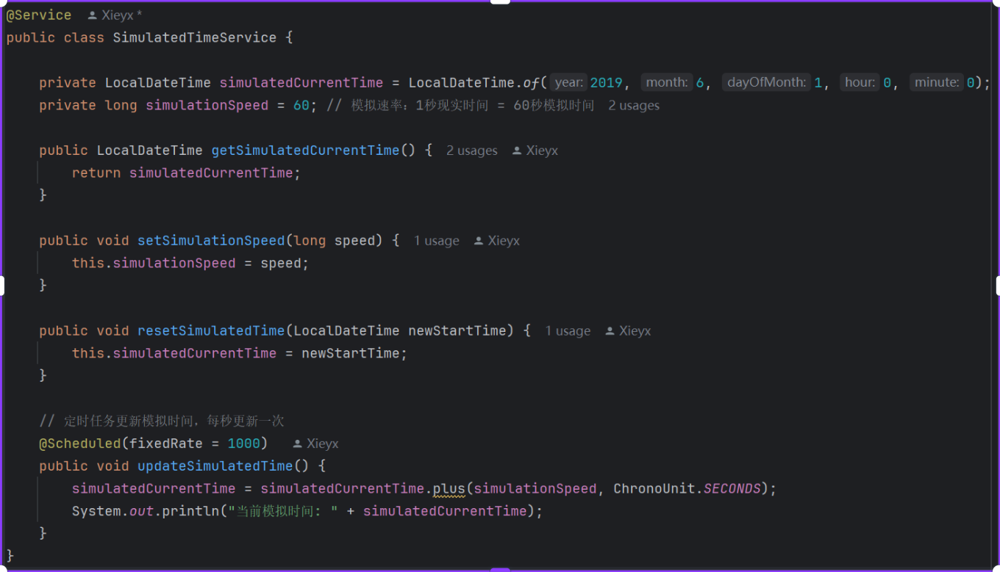 @Service Xieyx *
public class SimulatedTimeService {
private LocalDateTime simulatedCurrentTime = LocalDateTime.of( year: 2019, month: 6, dayOfMonth: 1, hour: 0, minute: 0);
private long simulationSpeed = 60; // 模拟速率：1秒现实时间 = 60秒模拟时间 2 usages
public LocalDateTime getSimulatedCurrentTime() { 2 usages Xieyx
return simulatedCurrentTime;
}
public void setSimulationSpeed(long speed) { 1 usage Xieyx
this.simulationSpeed = speed;
}
public void resetSimulatedTime(LocalDateTime newStartTime) { 1 usage Xieyx
this.simulatedCurrentTime = newStartTime;
}
// 定时任务更新模拟时间，每秒更新一次
@Scheduled(fixedRate = 1000) Xieyx
public void updateSimulatedTime() {
simulatedCurrentTime = simulatedCurrentTime.plus(simulationSpeed, ChronoUnit.SECONDS);
System.out.println("当前模拟时间: " + simulatedCurrentTime);
}
}